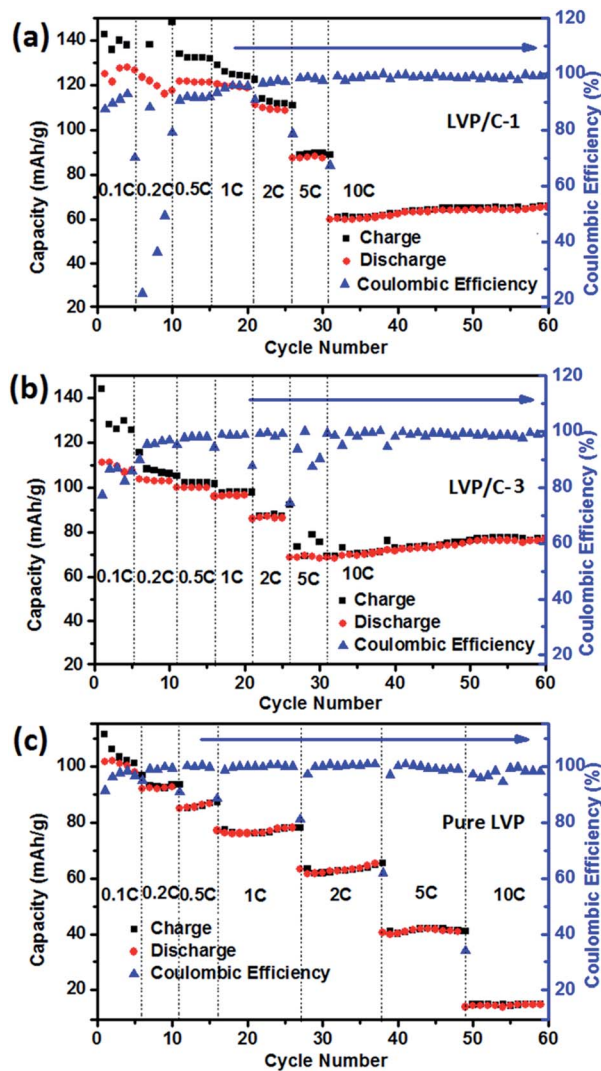 (a)
120
140
120
100
80
60
40
20
100
80
60
40
20
Capacity (mAh/g)
Coulombic Efficiency (%)
LVP/C-1
0.1C 0.2C 0.5C 1C 2C 5C 10C
Charge
Discharge
Coulombic Efficiency
0 10 20 30 40 50 60
Cycle Number
(b)
140
120
100
80
60
40
20
120
100
80
60
40
20
Capacity (mAh/g)
Coulombic Efficiency (%)
LVP/C-3
0.1C 0.2C 0.5C 1C 2C 5C 10C
Charge
Discharge
Coulombic Efficiency
0 10 20 30 40 50 60
Cycle Number
(c)
100
80
60
40
20
120
100
80
60
40
20
Capacity (mAh/g)
Coulombic Efficiency (%)
Pure LVP
0.1C 0.2C 0.5C 1C 2C 5C 10C
Charge
Discharge
Coulombic Efficiency
0 10 20 30 40 50 60
Cycle Number